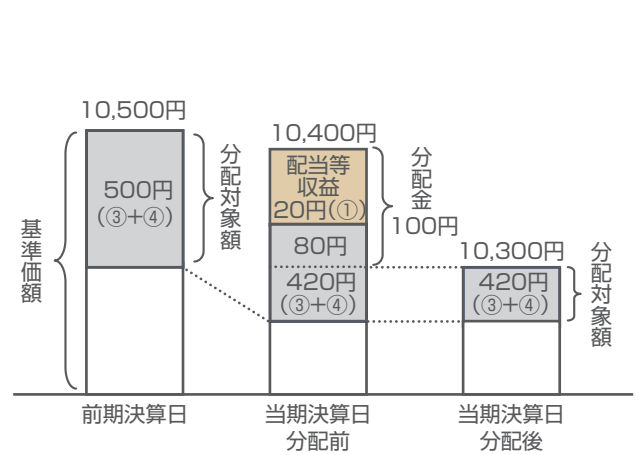 10,500円
500円
(③+④)
分配対象額
基準価額
前期決算日
10,400円
配当等
収益
20円(①)
80円
420円
(③+④)
分配金
100円
当期決算日
分配前
10,300円
420円
(③+④)
分配対象額
当期決算日
分配後